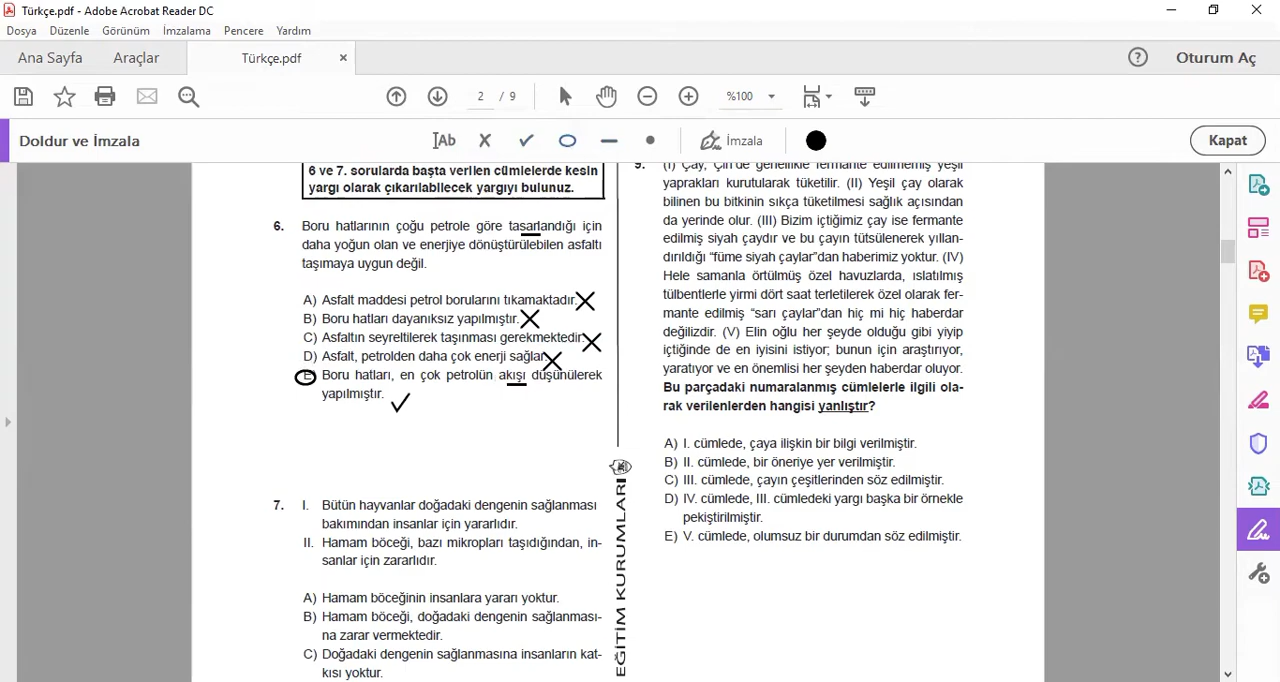 Türkçe.pdf - Adobe Acrobat Reader DC
Dosya Düzenle Görünüm İmzalama Pencere Yardım
Ana Sayfa Araçlar Türkçe.pdf Oturum Aç
2 / 9 %100
Doldur ve İmzala İmzala Kapat
6 ve 7. sorularda başta verilen cümlelerde kesin
yargı olarak çıkarılabilecek yargıyı bulunuz.
6. Boru hatlarının çoğu petrole göre tasarlandığı için
daha yoğun olan ve enerjiye dönüştürülebilen asfaltı
taşımaya uygun değil.
A) Asfalt maddesi petrol borularını tıkamaktadır.
B) Boru hatları dayanıksız yapılmıştır.
C) Asfaltın seyreltilerek taşınması gerekmektedir.
D) Asfalt, petrolden daha çok enerji sağlar.
E) Boru hatları, en çok petrolün akışı düşünülerek
yapılmıştır.
7. I. Bütün hayvanlar doğadaki dengenin sağlanması
bakımından insanlar için yararlıdır.
II. Hamam böceği, bazı mikropları taşıdığından, in-
sanlar için zararlıdır.
A) Hamam böceğinin insanlara yararı yoktur.
B) Hamam böceği, doğadaki dengenin sağlanması-
na zarar vermektedir.
C) Doğadaki dengenin sağlanmasına insanların kat-
kısı yoktur.
EĞİTİM KURUMLARI
9. (I) Çay, Çin'de genellikle fermante edilmemiş yeşil
yaprakları kurutularak tüketilir. (II) Yeşil çay olarak
bilinen bu bitkinin sıkça tüketilmesi sağlık açısından
da yerinde olur. (III) Bizim içtiğimiz çay ise fermante
edilmiş siyah çaydır ve bu çayın tütsülenerek yıllan-
dırıldığı “füme siyah çaylar”dan haberimiz yoktur. (IV)
Hele samanla örtülmüş özel havuzlarda, ıslatılmış
tülbentlerle yirmi dört saat terletilerek özel olarak fer-
mante edilmiş “sarı çaylar”dan hiç mi hiç haberdar
değilizdir. (V) Elin oğlu her şeyde olduğu gibi yiyip
içtiğinde de en iyisini istiyor; bunun için araştırıyor,
yaratıyor ve en önemlisi her şeyden haberdar oluyor.
Bu parçadaki numaralanmış cümlelerle ilgili ola-
rak verilenlerden hangisi yanlıştır?
A) I. cümlede, çaya ilişkin bir bilgi verilmiştir.
B) II. cümlede, bir öneriye yer verilmiştir.
C) III. cümlede, çayın çeşitlerinden söz edilmiştir.
D) IV. cümlede, III. cümledeki yargı başka bir örnekle
pekiştirilmiştir.
E) V. cümlede, olumsuz bir durumdan söz edilmiştir.